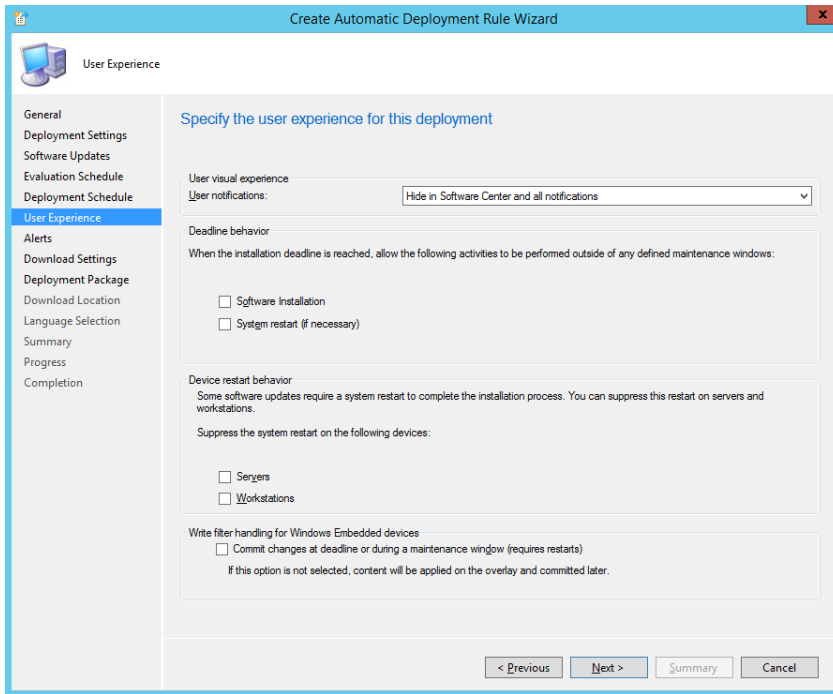 Create Automatic Deployment Rule Wizard
x
User Experience
General
Deployment Settings
Software Updates
Evaluation Schedule
Deployment Schedule
User Experience
Alerts
Download Settings
Deployment Package
Download Location
Language Selection
Summary
Progress
Completion
Specify the user experience for this deployment
User visual experience
User notifications:
Hide in Software Center and all notifications
Deadline behavior
When the installation deadline is reached, allow the following activities to be performed outside of any defined maintenance windows:
Software Installation
System restart (if necessary)
Device restart behavior
Some software updates require a system restart to complete the installation process. You can suppress this restart on servers and
workstations.
Suppress the system restart on the following devices:
Servers
Workstations
Write filter handling for Windows Embedded devices
Commit changes at deadline or during a maintenance window (requires restarts)
If this option is not selected, content will be applied on the overlay and committed later.
< Previous
Next >
Summary
Cancel